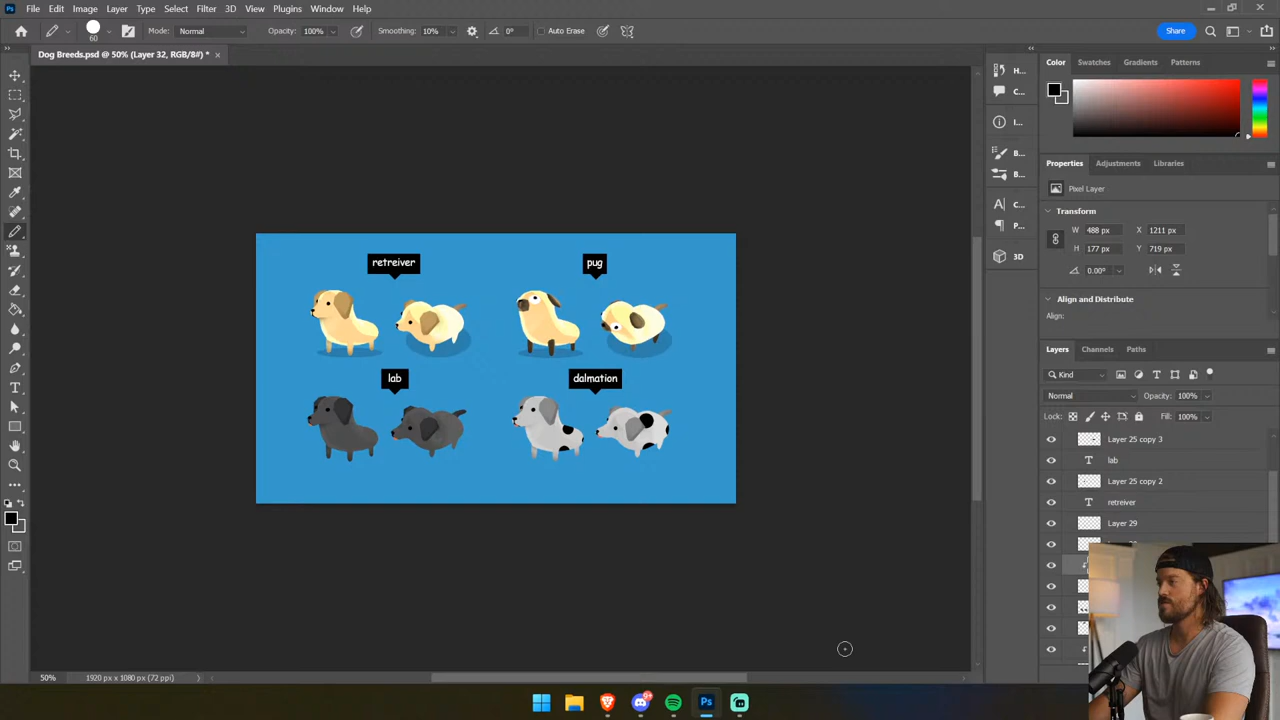 Ps File Edit Image Layer Type Select Filter 3D View Plugins Window Help
60 Mode: Normal Opacity: 100% Smoothing: 10% 0° Auto Erase Share
Dog Breeds.psd @ 50% (Layer 32, RGB/8#) * ×
retreiver
pug
lab
dalmation
H...
C...
I...
B...
B...
C...
P...
3D
Color Swatches Gradients Patterns
Properties Adjustments Libraries
Pixel Layer
Transform
W 488 px X 1211 px
H 177 px Y 719 px
0.00°
Align and Distribute
Align:
Layers Channels Paths
Kind
Normal Opacity: 100%
Lock: Fill: 100%
Layer 25 copy 3
T lab
Layer 25 copy 2
T retreiver
Layer 29
50% 1920 px x 1080 px (72 ppi)
Ps